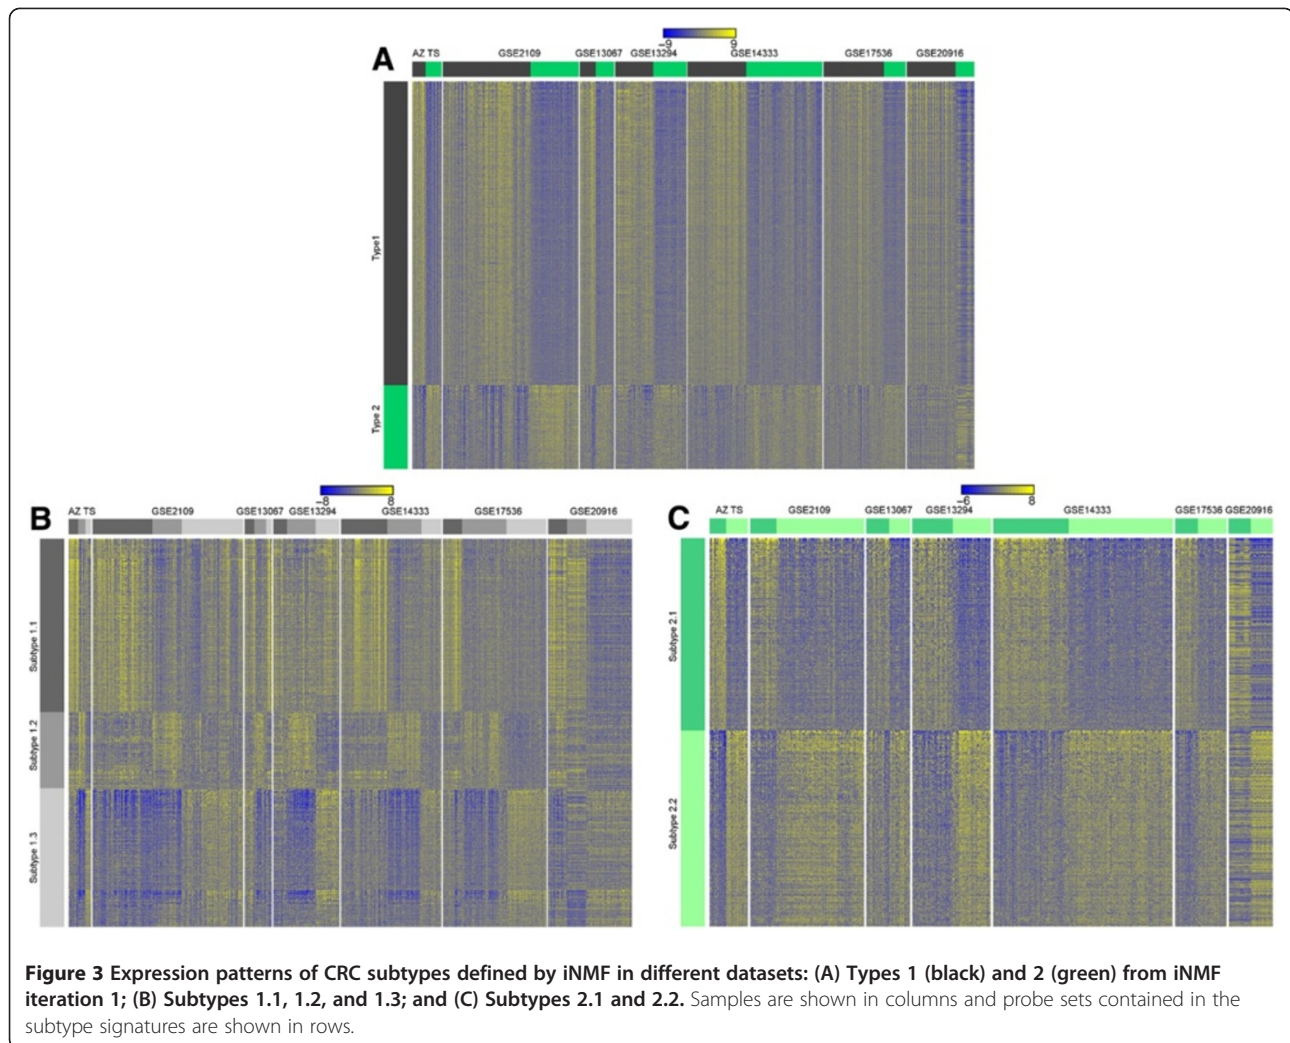 A
-9 9
AZ TS GSE2109 GSE13067 GSE13294 GSE14333 GSE17536 GSE20916
Type1
Type 2
B
-8 8
AZ TS GSE2109 GSE13067 GSE13294 GSE14333 GSE17536 GSE20916
Subtype 1.1
Subtype 1.2
Subtype 1.3
C
-6 8
AZ TS GSE2109 GSE13067 GSE13294 GSE14333 GSE17536 GSE20916
Subtype 2.1
Subtype 2.2
Figure 3 Expression patterns of CRC subtypes defined by iNMF in different datasets: (A) Types 1 (black) and 2 (green) from iNMF
iteration 1; (B) Subtypes 1.1, 1.2, and 1.3; and (C) Subtypes 2.1 and 2.2. Samples are shown in columns and probe sets contained in the
subtype signatures are shown in rows.